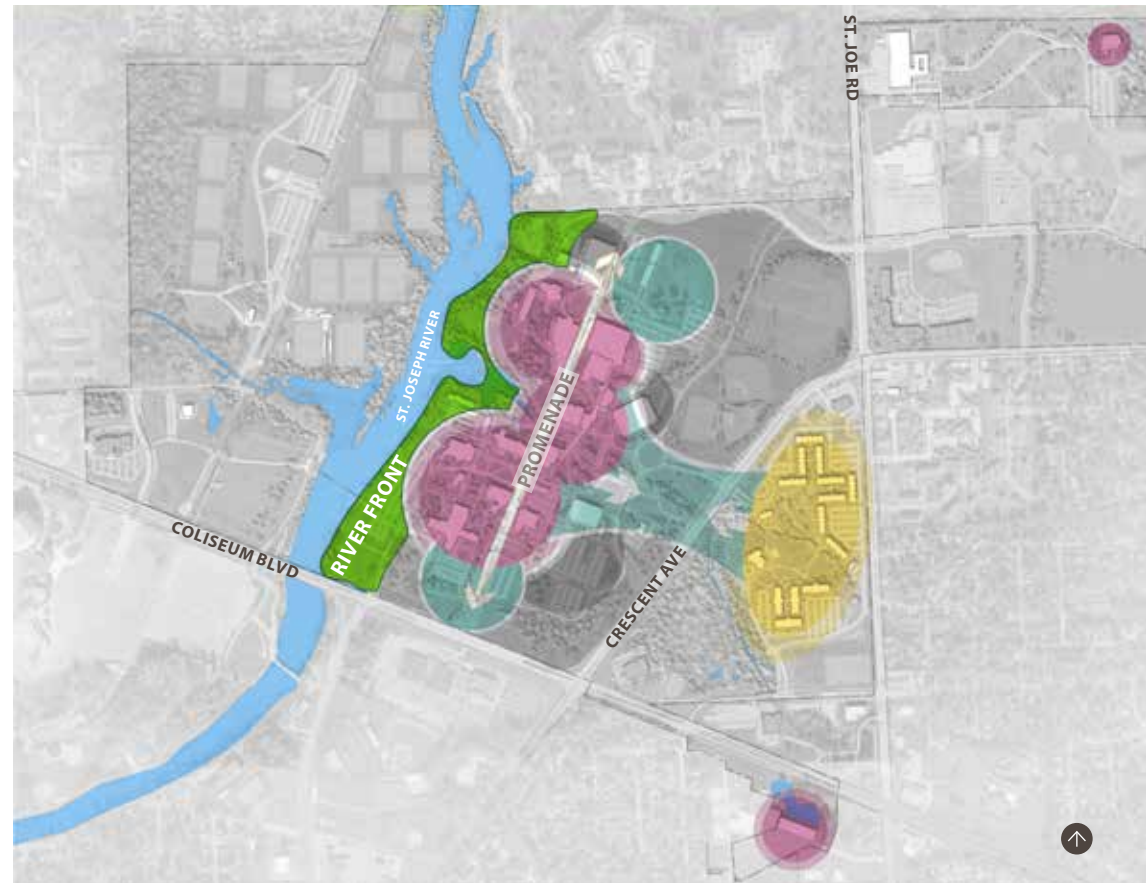 ST. JOE RD
ST. JOSEPH RIVER
PROMENADE
RIVER FRONT
COLISEUM BLVD
CRESCENT AVE